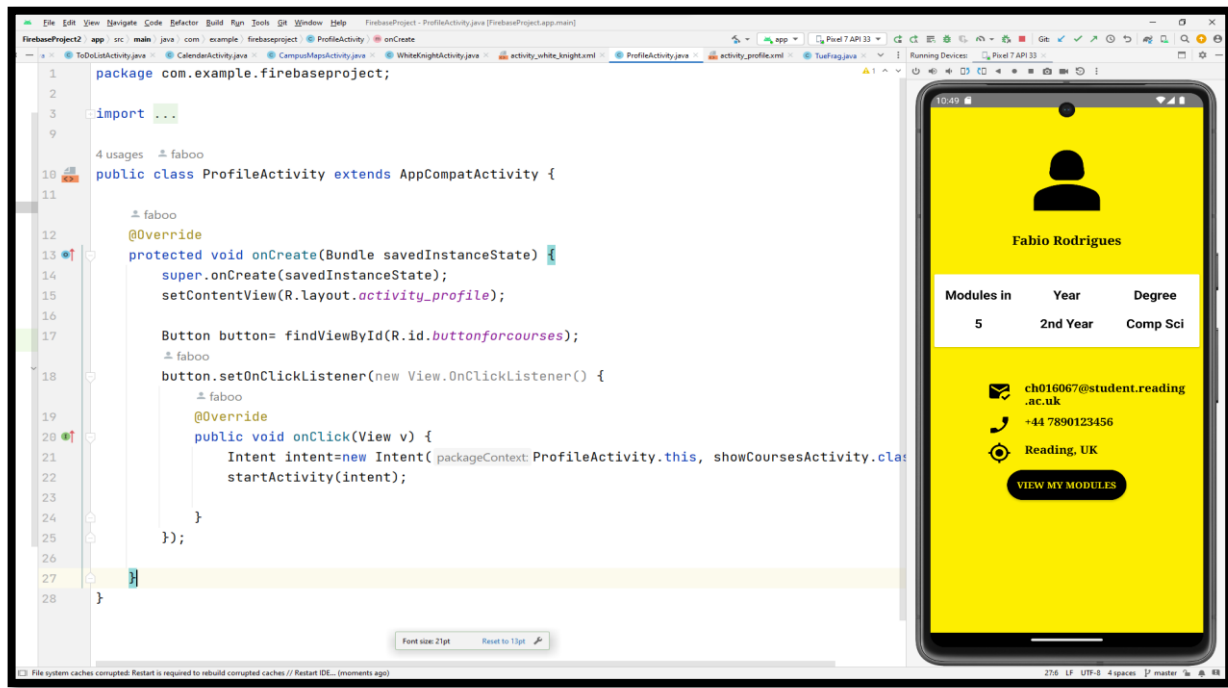 File Edit View Navigate Code Refactor Build Run Tools Git Window Help FirebaseProject - ProfileActivity.java [FirebaseProject.app.main]
FirebaseProject2 app src main java com example firebaseproject ProfileActivity onCreate app Pixel 7 API 33 Git:
ToDoListActivity.java CalenderActivity.java CampusMapsActivity.java WhiteKnightActivity.java activity_white_knight.xml ProfileActivity.java activity_profile.xml TueFrag.java Running Devices: Pixel 7 API 33
1 package com.example.firebaseproject;
1
2
3 import ...
9
4 usages faboo
10 public class ProfileActivity extends AppCompatActivity {
11
faboo
12 @Override
13 protected void onCreate(Bundle savedInstanceState) {
14 super.onCreate(savedInstanceState);
15 setContentView(R.layout.activity_profile);
16
17 Button button= findViewById(R.id.buttonforcourses);
faboo
18 button.setOnClickListener(new View.OnClickListener() {
faboo
19 @Override
20 public void onClick(View v) {
21 Intent intent=new Intent( packageContext: ProfileActivity.this, showCoursesActivity.clas
22 startActivity(intent);
23
24 }
25 });
26
27 }
28 }
Font size: 21pt Reset to 13pt
10:49
Fabio Rodrigues
Modules in Year Degree
5 2nd Year Comp Sci
ch016067@student.reading
.ac.uk
+44 7890123456
Reading, UK
VIEW MY MODULES
File system caches corrupted: Restart is required to rebuild corrupted caches // Restart IDE... (moments ago) 27:6 LF UTF-8 4 spaces master